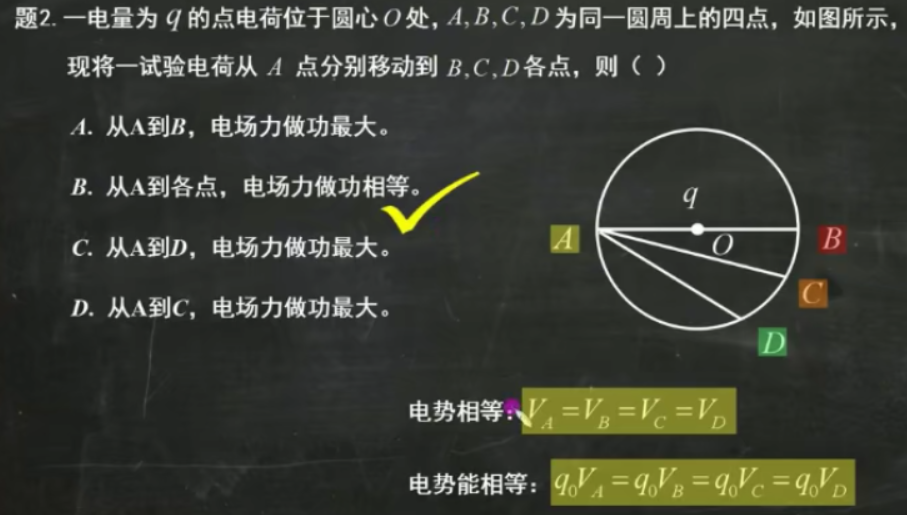 题2. 一电量为 q 的点电荷位于圆心 O 处, A,B,C,D 为同一圆周上的四点，如图所示，
现将一试验电荷从 A 点分别移动到 B,C,D 各点，则（ ）
A. 从A到B，电场力做功最大。
B. 从A到各点，电场力做功相等。
C. 从A到D，电场力做功最大。
D. 从A到C，电场力做功最大。
q
A
O
B
C
D
电势相等: V_A = V_B = V_C = V_D
电势能相等: q_0V_A = q_0V_B = q_0V_C = q_0V_D